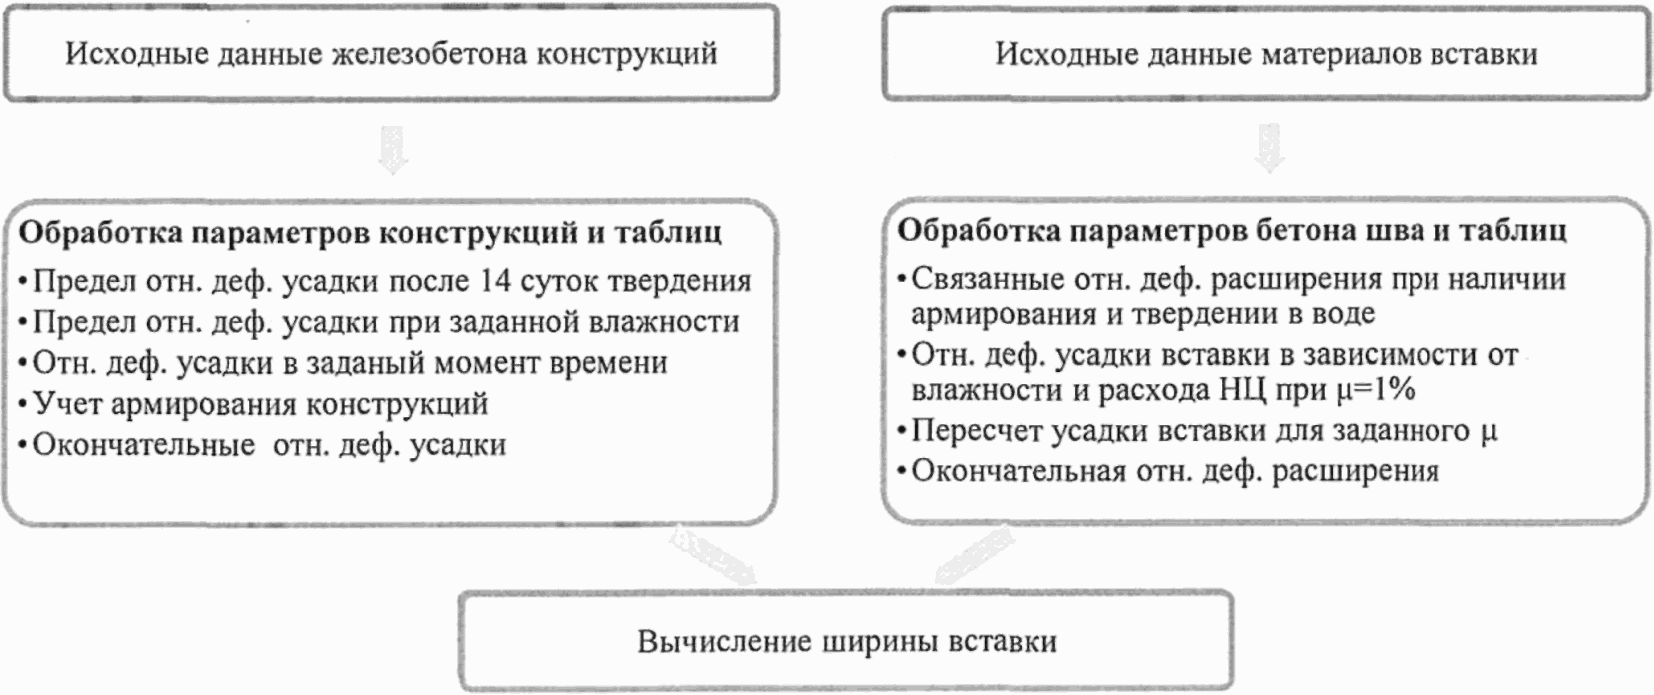 Исходные данные железобетона конструкций
Исходные данные материалов вставки
Обработка параметров конструкций и таблиц
•Предел отн. деф. усадки после 14 суток твердения
•Предел отн. деф. усадки при заданной влажности
•Отн. деф. усадки в заданый момент времени
•Учет армирования конструкций
•Окончательные отн. деф. усадки
Обработка параметров бетона шва и таблиц
•Связанные отн. деф. расширения при наличии
армирования и твердении в воде
•Отн. деф. усадки вставки в зависимости от
влажности и расхода НЦ при μ=1%
•Пересчет усадки вставки для заданного μ
•Окончательная отн. деф. расширения
Вычисление ширины вставки